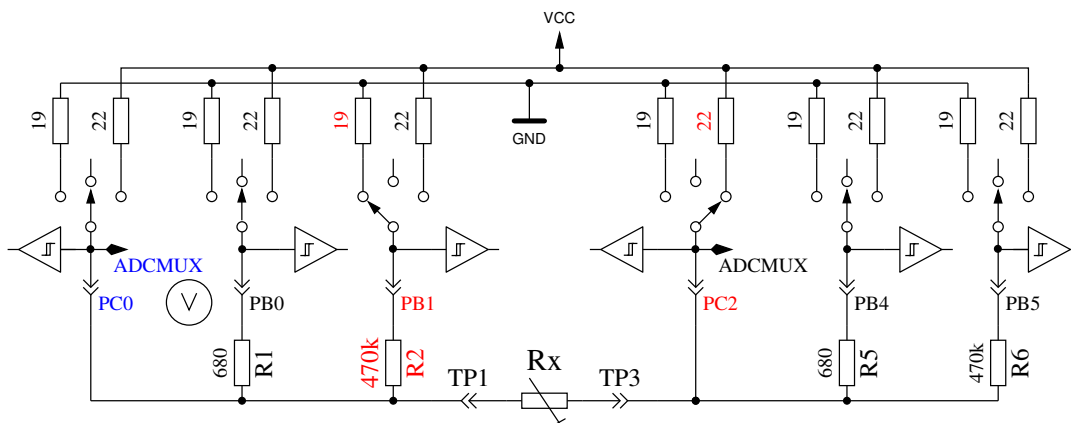 VCC
19 22 19 22 19 22 19 22 19 22 19 22
GND
ADCMUX ADCMUX
PC0 V PB0 PB1 PC2 PB4 PB5
680 R1 470k R2 680 R5 470k R6
TP1 Rx TP3